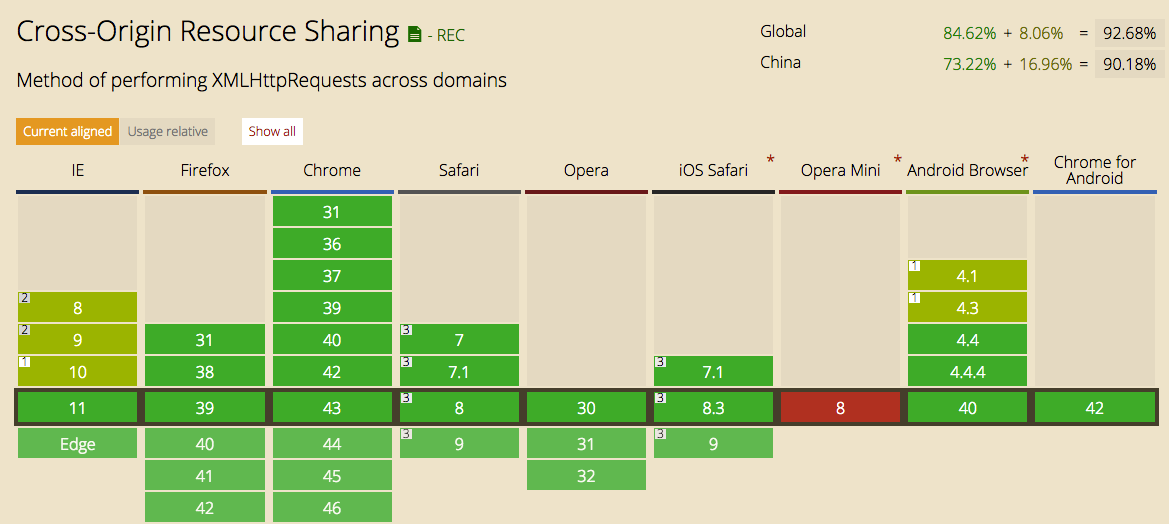 Cross-Origin Resource Sharing - REC
Global 84.62% + 8.06% = 92.68%
China 73.22% + 16.96% = 90.18%
Method of performing XMLHttpRequests across domains
Current aligned Usage relative Show all
IE Firefox Chrome Safari Opera iOS Safari * Opera Mini * Android Browser * Chrome for Android
31
36
37 1 4.1
2 8 39 1 4.3
2 9 31 40 3 7 4.4
1 10 38 42 3 7.1 3 7.1 4.4.4
11 39 43 3 8 30 3 8.3 8 40 42
Edge 40 44 3 9 31 3 9
41 45 32
42 46